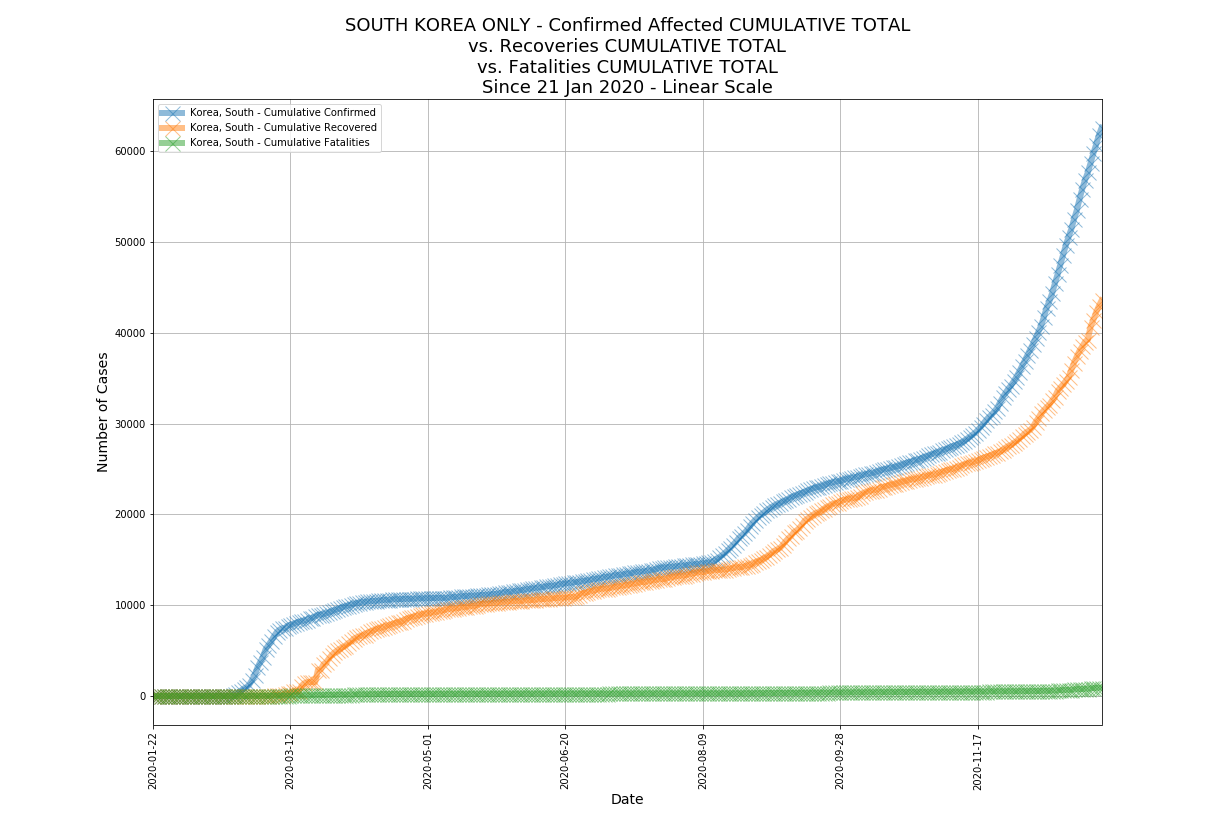 SOUTH KOREA ONLY - Confirmed Affected CUMULATIVE TOTAL
vs. Recoveries CUMULATIVE TOTAL
vs. Fatalities CUMULATIVE TOTAL
Since 21 Jan 2020 - Linear Scale
Korea, South - Cumulative Confirmed
Korea, South - Cumulative Recovered
Korea, South - Cumulative Fatalities
Number of Cases
60000
50000
40000
30000
20000
10000
0
2020-01-22
2020-03-12
2020-05-01
2020-06-20
2020-08-09
2020-09-28
2020-11-17
Date